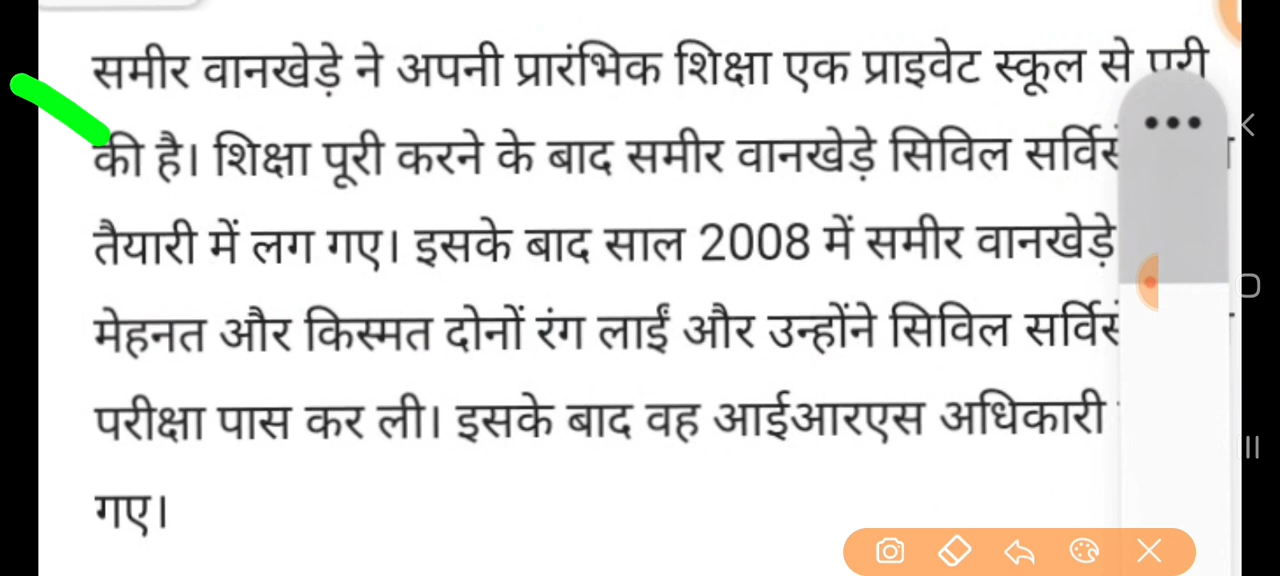 समीर वानखेड़े ने अपनी प्रारंभिक शिक्षा एक प्राइवेट स्कूल से पूरी
की है। शिक्षा पूरी करने के बाद समीर वानखेड़े सिविल
तैयारी में लग गए। इसके बाद साल 2008 में समीर वानखेड़े
मेहनत और किस्मत दोनों रंग लाईं और उन्होंने सिविल
परीक्षा पास कर ली। इसके बाद वह आईआरएस अधिकारी
गए।